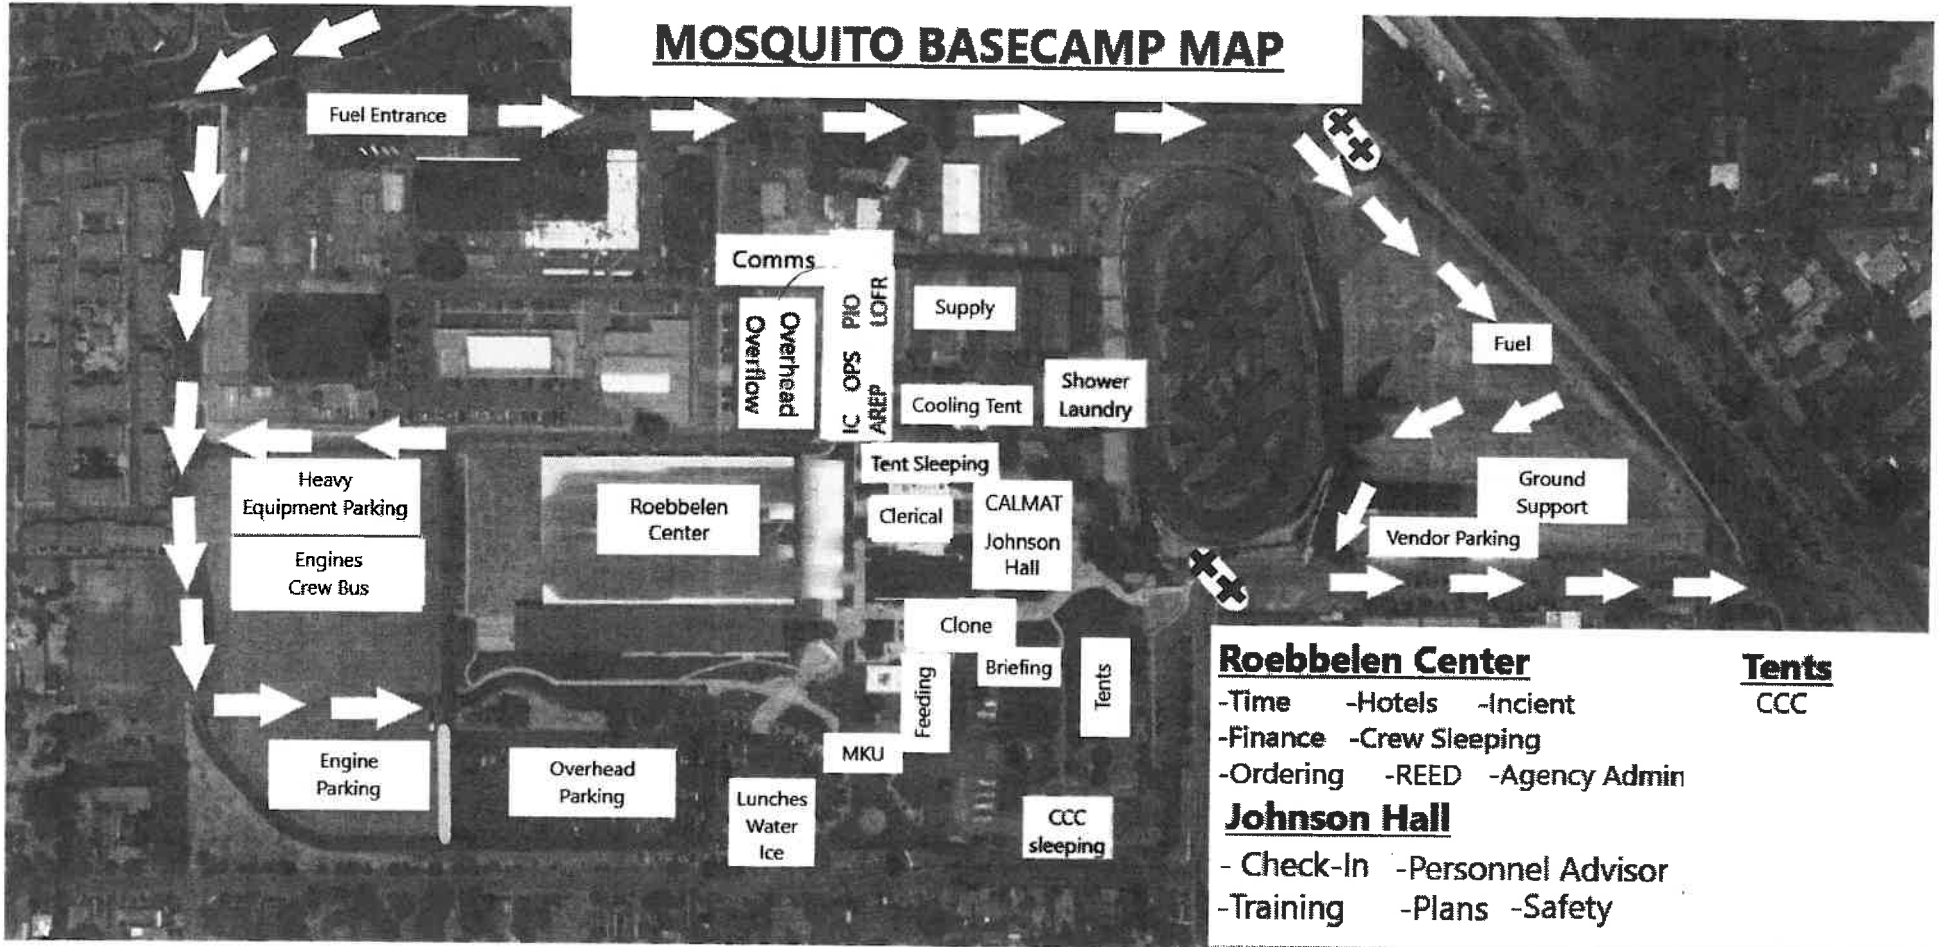 MOSQUITO BASECAMP MAP
Fuel Entrance
Comms
PIO
LOFR
Overhead
Overflow
IC OPS
AREP
Supply
Fuel
Shower
Laundry
Cooling Tent
Tent Sleeping
Heavy
Equipment Parking
Engines
Crew Bus
Roebbelen
Center
Clerical
CALMAT
Johnson
Hall
Ground
Support
Vendor Parking
Clone
Briefing
Feeding
Tents
MKU
Engine
Parking
Overhead
Parking
Lunches
Water
Ice
CCC
sleeping
Roebbelen Center
-Time -Hotels -Incient
-Finance -Crew Sleeping
-Ordering -REED -Agency Admin
Tents
CCC
Johnson Hall
- Check-In -Personnel Advisor
-Training -Plans -Safety